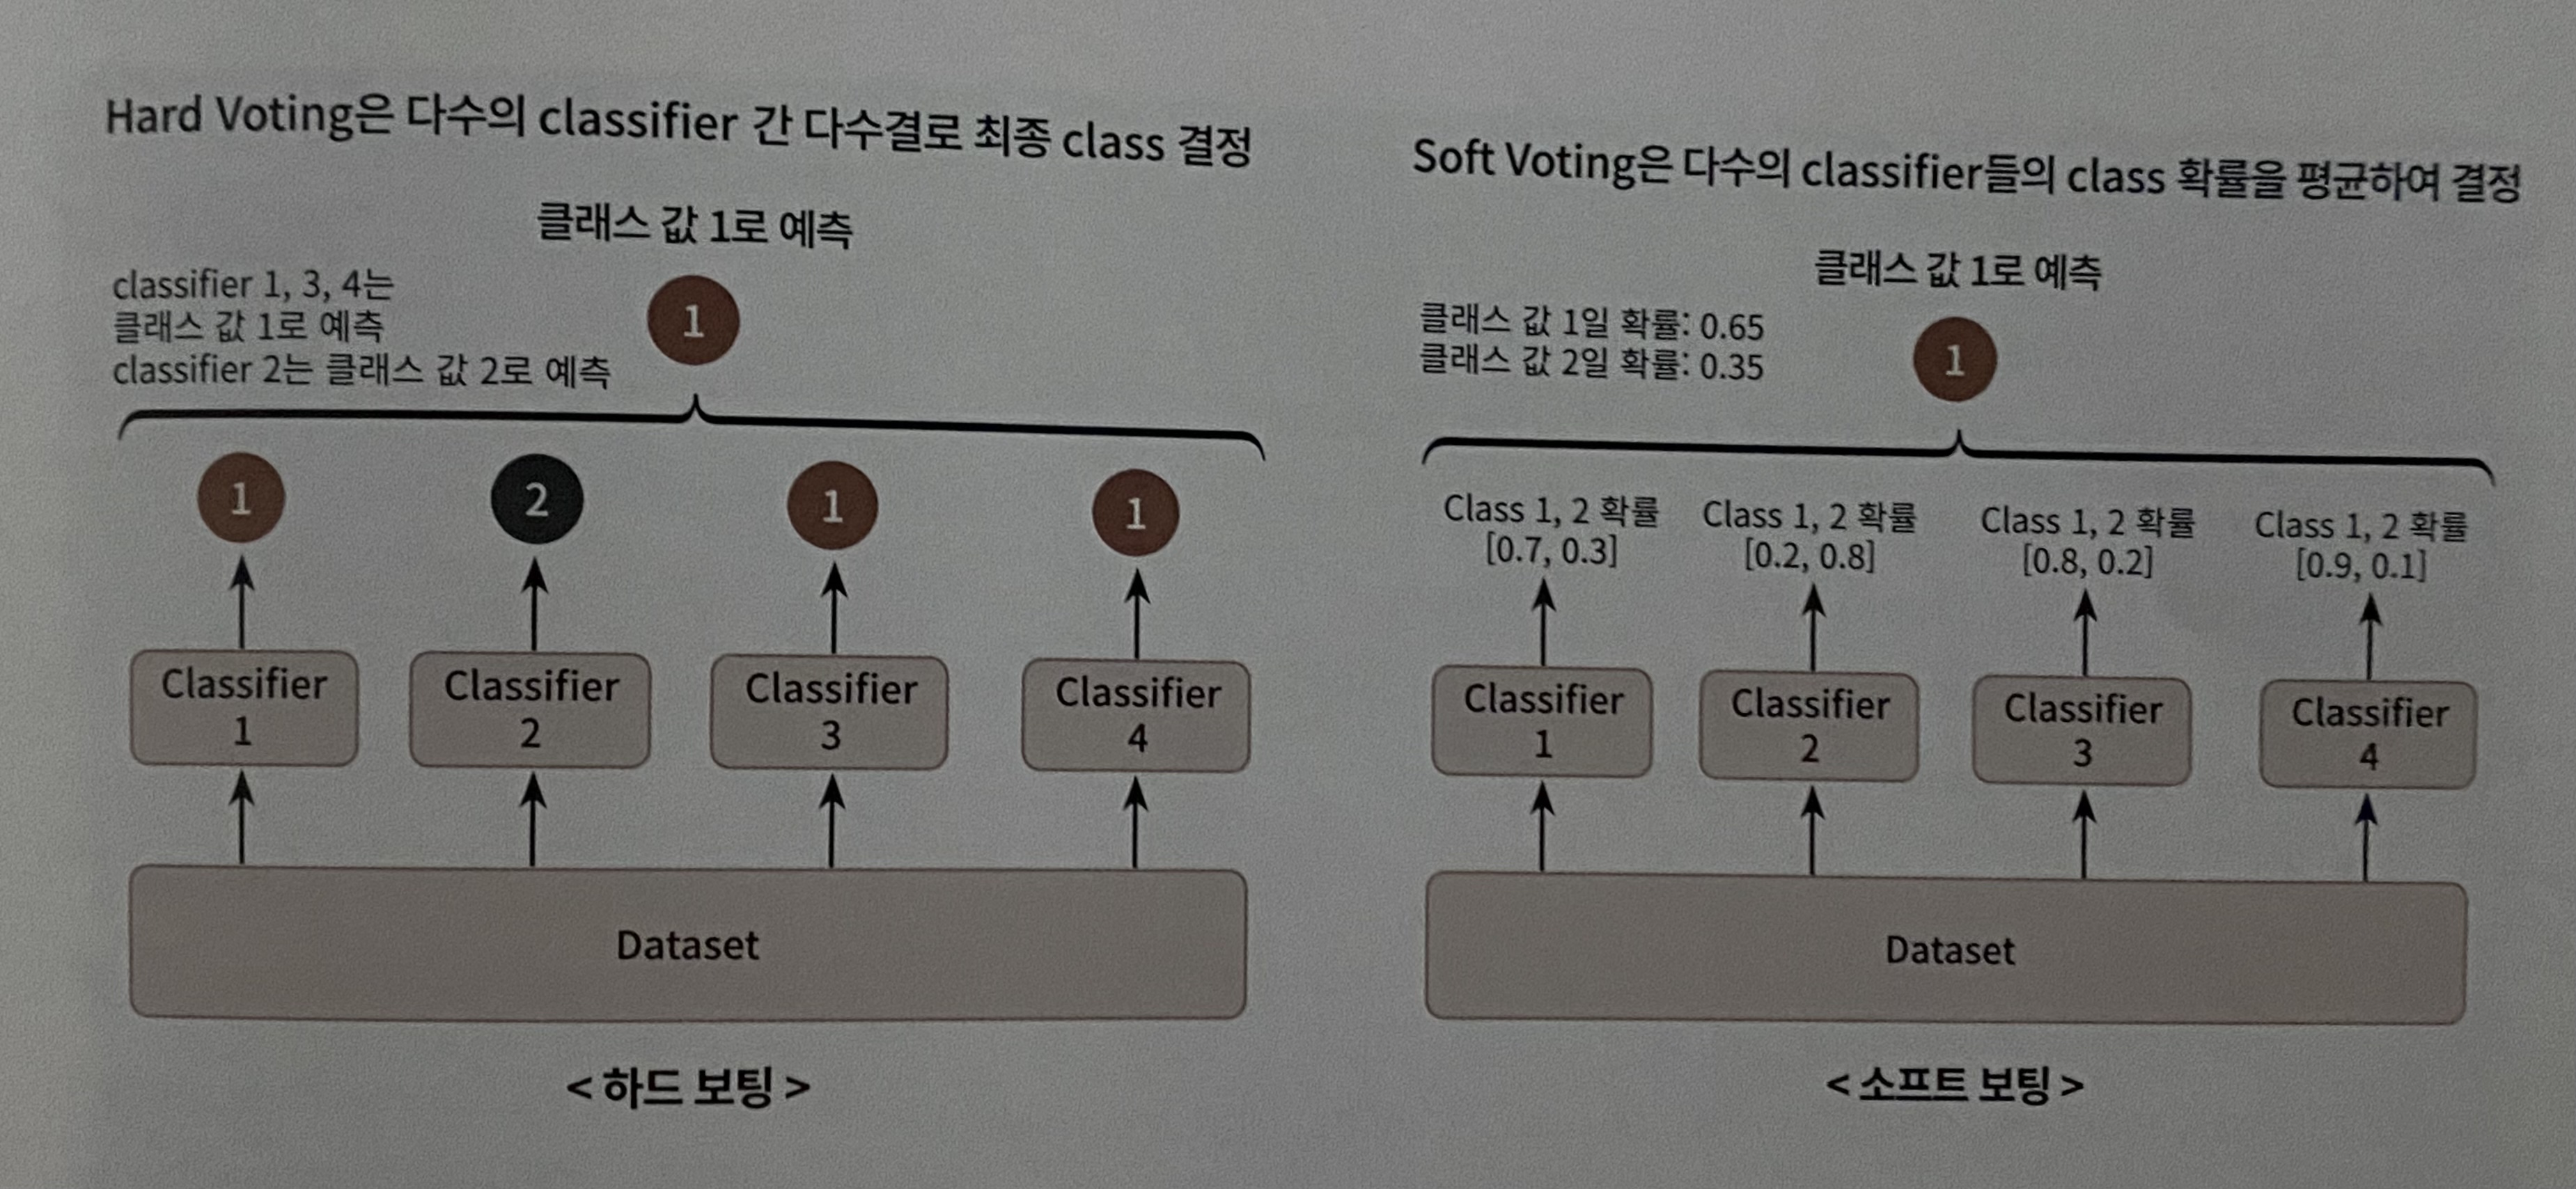 Hard Voting은 다수의 classifier 간 다수결로 최종 class 결정
클래스 값 1로 예측
classifier 1, 3, 4는
클래스 값 1로 예측
classifier 2는 클래스 값 2로 예측
1
1
2
1
1
Classifier
1
Classifier
2
Classifier
3
Classifier
4
Dataset
< 하드 보팅 >
Soft Voting은 다수의 classifier들의 class 확률을 평균하여 결정
클래스 값 1로 예측
클래스 값 1일 확률: 0.65
클래스 값 2일 확률: 0.35
1
Class 1, 2 확률
[0.7, 0.3]
Class 1, 2 확률
[0.2, 0.8]
Class 1, 2 확률
[0.8, 0.2]
Class 1, 2 확률
[0.9, 0.1]
Classifier
1
Classifier
2
Classifier
3
Classifier
4
Dataset
< 소프트 보팅 >